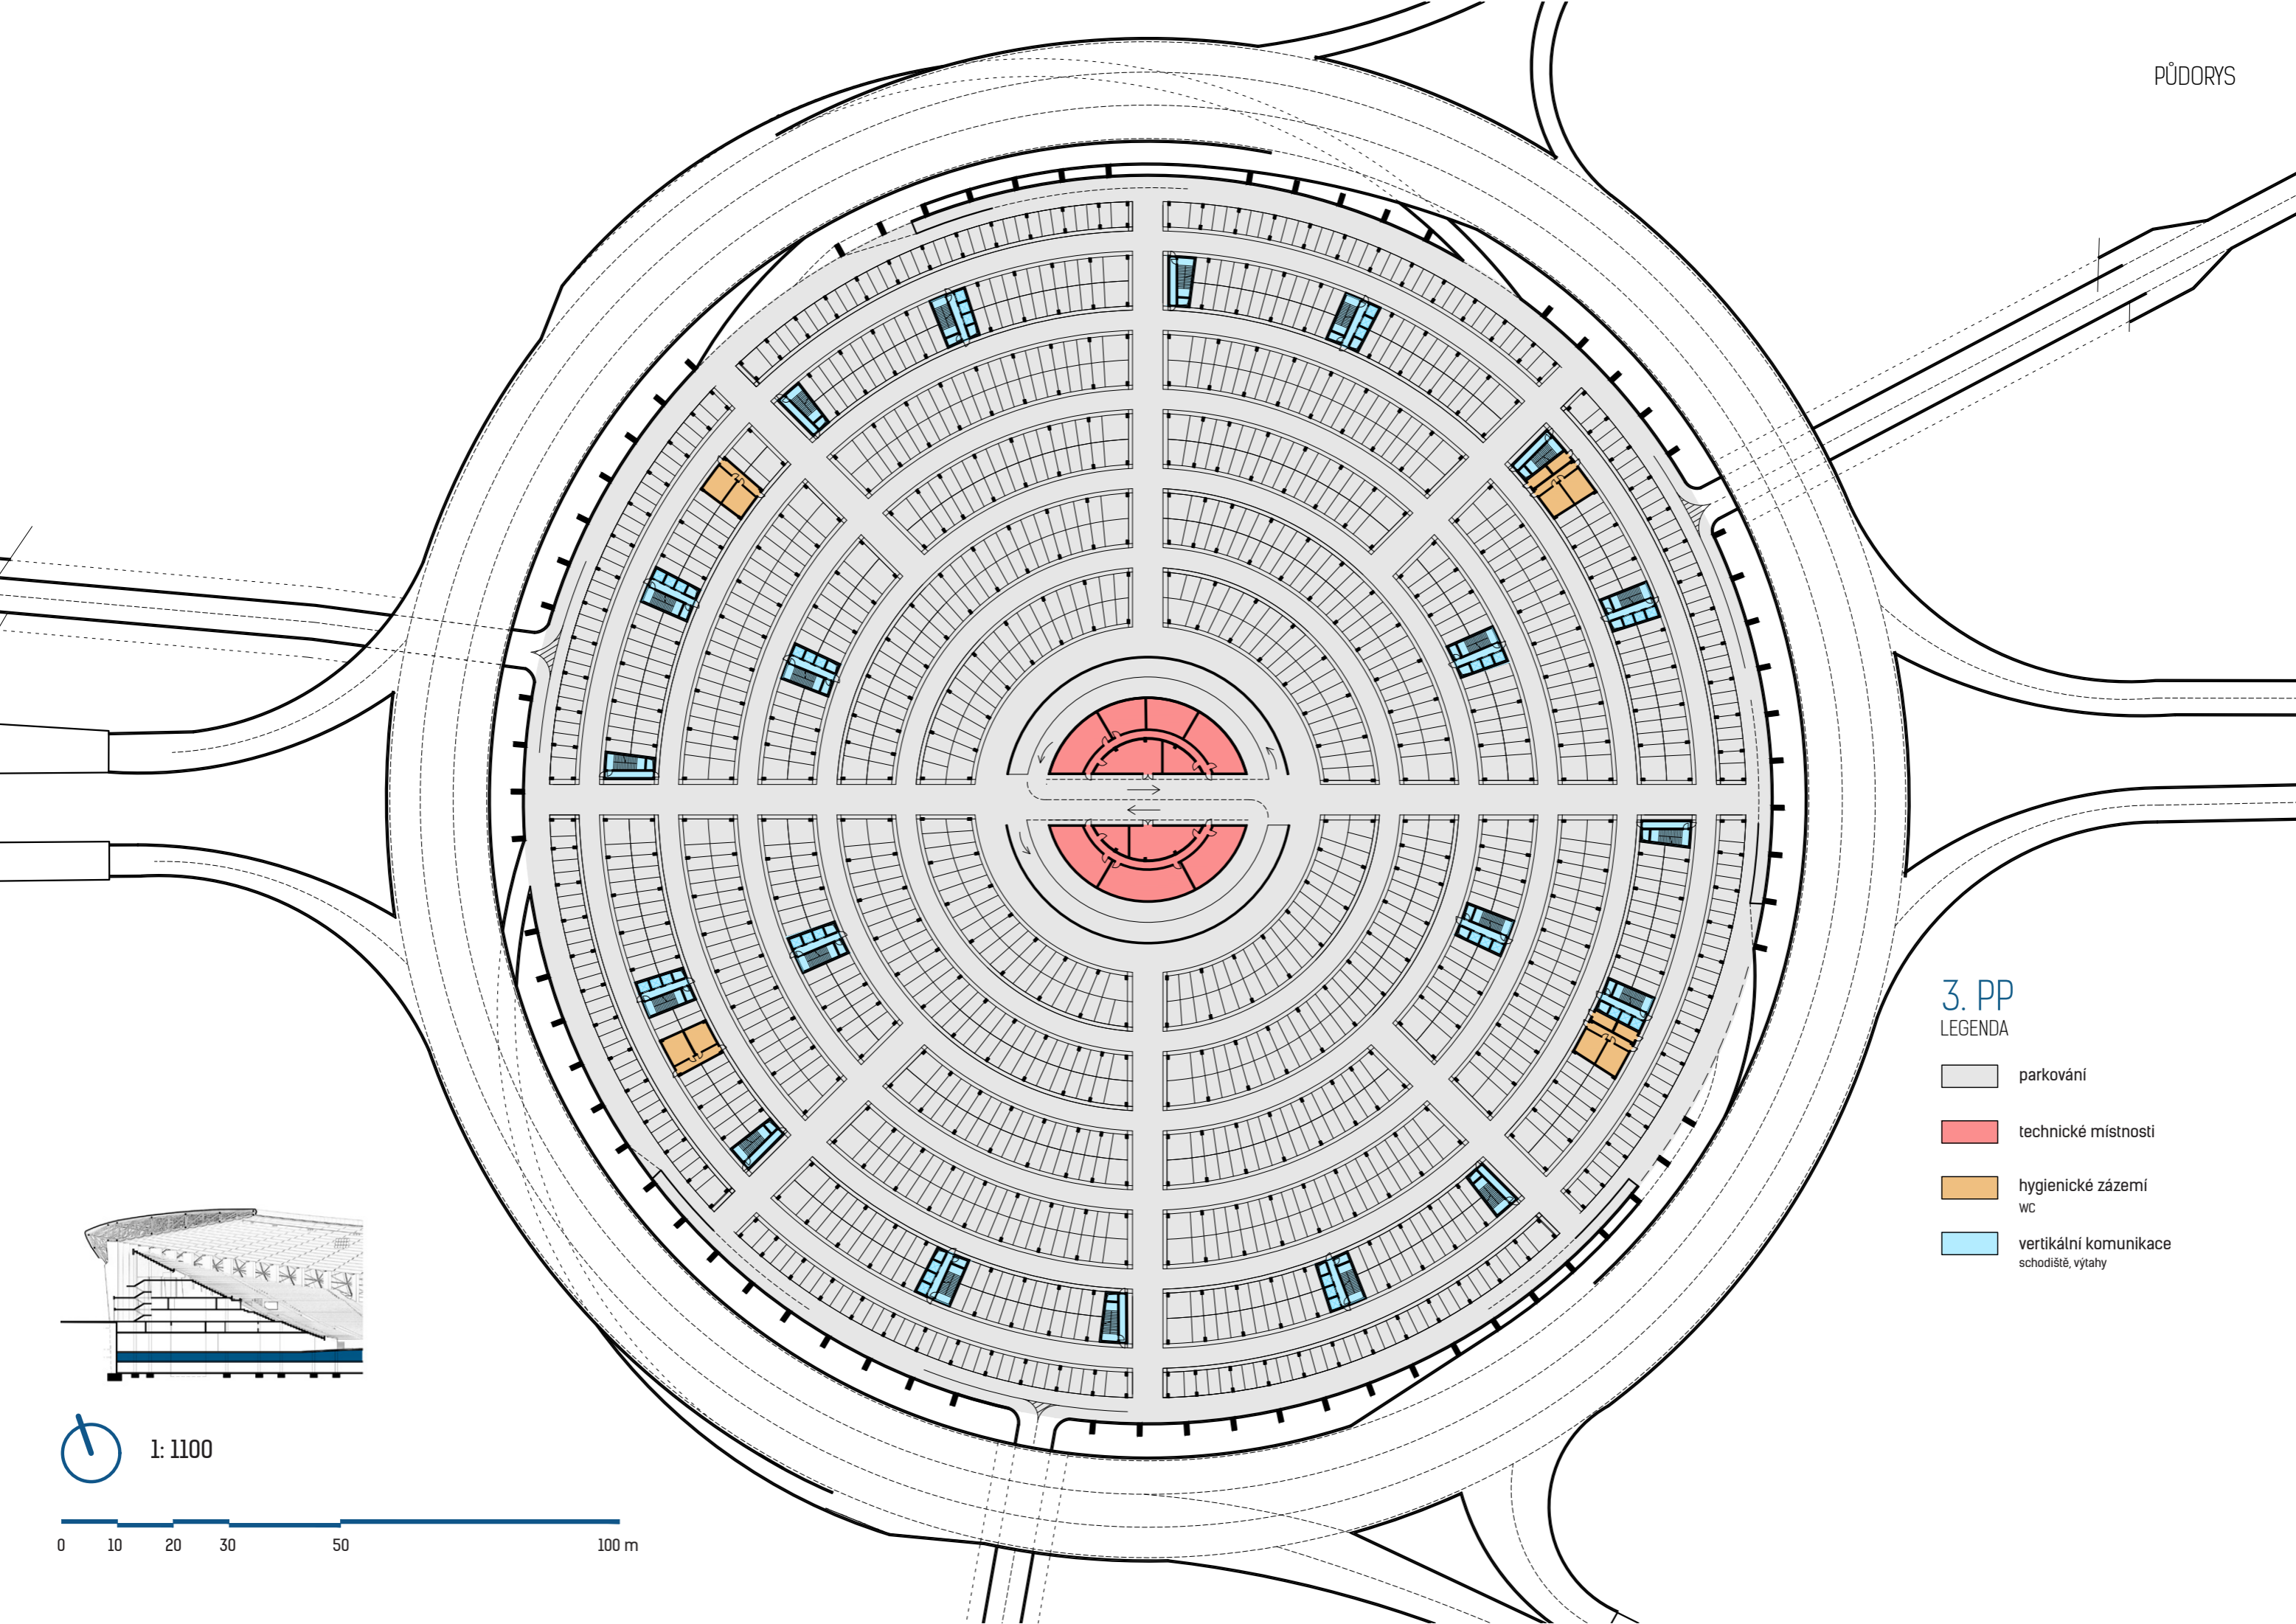 PŮDORYS
3. PP
LEGENDA
parkování
technické místnosti
hygienické zázemí
WC
vertikální komunikace
schodiště, výtahy
1: 1100
0 10 20 30 50 100 m